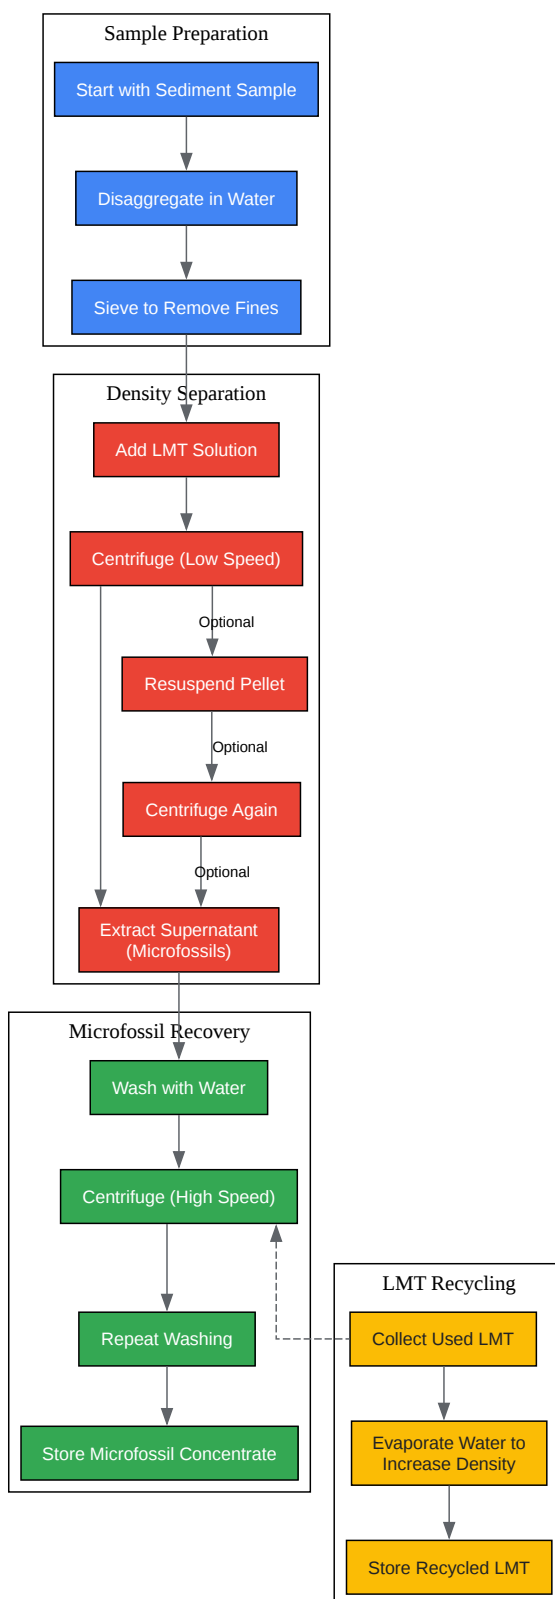 Sample Preparation
Start with Sediment Sample
Disaggregate in Water
Sieve to Remove Fines
Density Separation
Add LMT Solution
Centrifuge (Low Speed)
Optional
Resuspend Pellet
Optional
Centrifuge Again
Optional
Extract Supernatant
(Microfossils)
Microfossil Recovery
Wash with Water
Centrifuge (High Speed)
Repeat Washing
Store Microfossil Concentrate
LMT Recycling
Collect Used LMT
Evaporate Water to
Increase Density
Store Recycled LMT